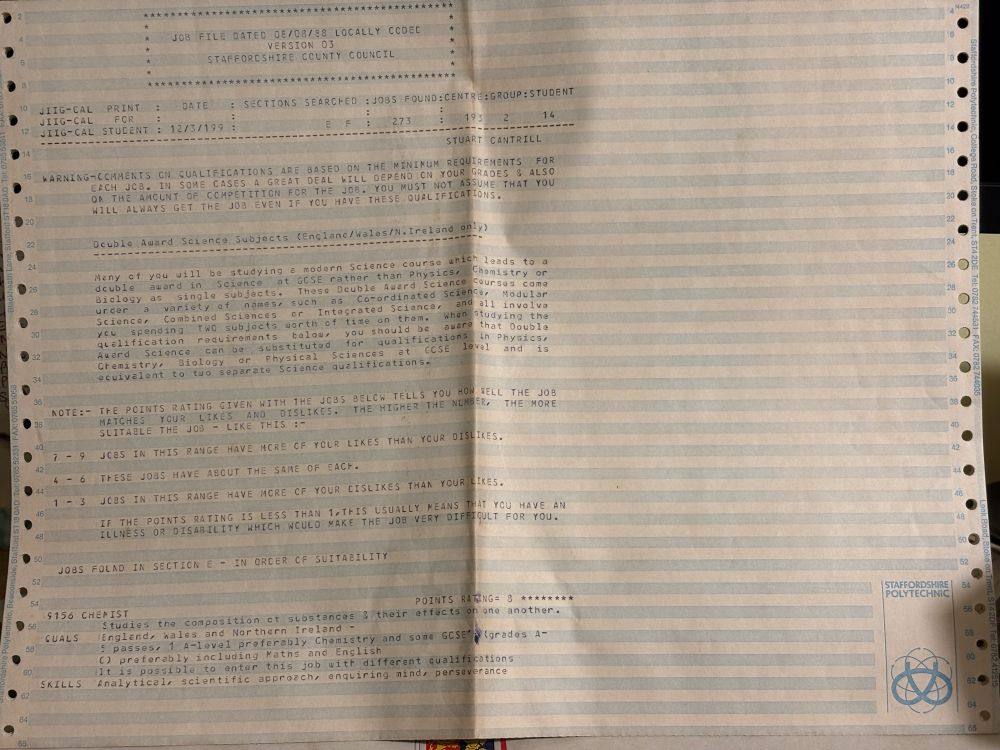 JOB FILE DATED 08/08/88 LOCALLY CODED
VERSION 03
STAFFORDSHIRE COUNTY COUNCIL
JIIG-CAL PRINT : DATE : SECTIONS SEARCHED :JOBS FOUND:CENTRE:GROUP:STUDENT
JIIG-CAL FOR : : : :
JIIG-CAL STUDENT : 12/3/199 : E F : 273 : 193 2 14
STUART CANTRILL
WARNING-COMMENTS ON QUALIFICATIONS ARE BASED ON THE MINIMUM REQUIREMENTS FOR
EACH JOB. IN SOME CASES A GREAT DEAL WILL DEPEND ON YOUR GRADES & ALSO
ON THE AMOUNT OF COMPETITION FOR THE JOB. YOU MUST NOT ASSUME THAT YOU
WILL ALWAYS GET THE JOB EVEN IF YOU HAVE THESE QUALIFICATIONS.
Double Award Science Subjects (England/Wales/N.Ireland only)
Many of you will be studying a modern Science course which leads to a
double award in Science at GCSE rather than Physics, Chemistry or
Biology as single subjects. These Double Award Science courses come
under a variety of names, such as Co-ordinated Science, Modular
Science, Combined Sciences or Integrated Science, and all involve
you spending TWO subjects worth of time on them. When studying the
qualification requirements below, you should be aware that Double
Award Science can be substituted for qualifications in Physics,
Chemistry, Biology or Physical Sciences at GCSE level and is
equivalent to two separate Science qualifications.
NOTE:- THE POINTS RATING GIVEN WITH THE JOBS BELOW TELLS YOU HOW WELL THE JOB
MATCHES YOUR LIKES AND DISLIKES. THE HIGHER THE NUMBER, THE MORE
SUITABLE THE JOB - LIKE THIS :-
7 - 9 JOBS IN THIS RANGE HAVE MORE OF YOUR LIKES THAN YOUR DISLIKES.
4 - 6 THESE JOBS HAVE ABOUT THE SAME OF EACH.
1 - 3 JOBS IN THIS RANGE HAVE MORE OF YOUR DISLIKES THAN YOUR LIKES.
IF THE POINTS RATING IS LESS THAN 1,THIS USUALLY MEANS THAT YOU HAVE AN
ILLNESS OR DISABILITY WHICH WOULD MAKE THE JOB VERY DIFFICULT FOR YOU.
JOBS FOUND IN SECTION E - IN ORDER OF SUITABILITY
POINTS RATING= 8 ********
9156 CHEMIST
Studies the composition of substances & their effects on one another.
QUALS England, Wales and Northern Ireland -
5 passes, 1 A-level preferably Chemistry and some GCSE's (grades A-
C) preferably including Maths and English
It is possible to enter this job with different qualifications
SKILLS Analytical, scientific approach, enquiring mind, perseverance
STAFFORDSHIRE
POLYTECHNIC
Staffordshire Polytechnic, College Road, Stoke on Trent, ST4 2DE. Tel: 0782 744531 FAX: 0782 744035